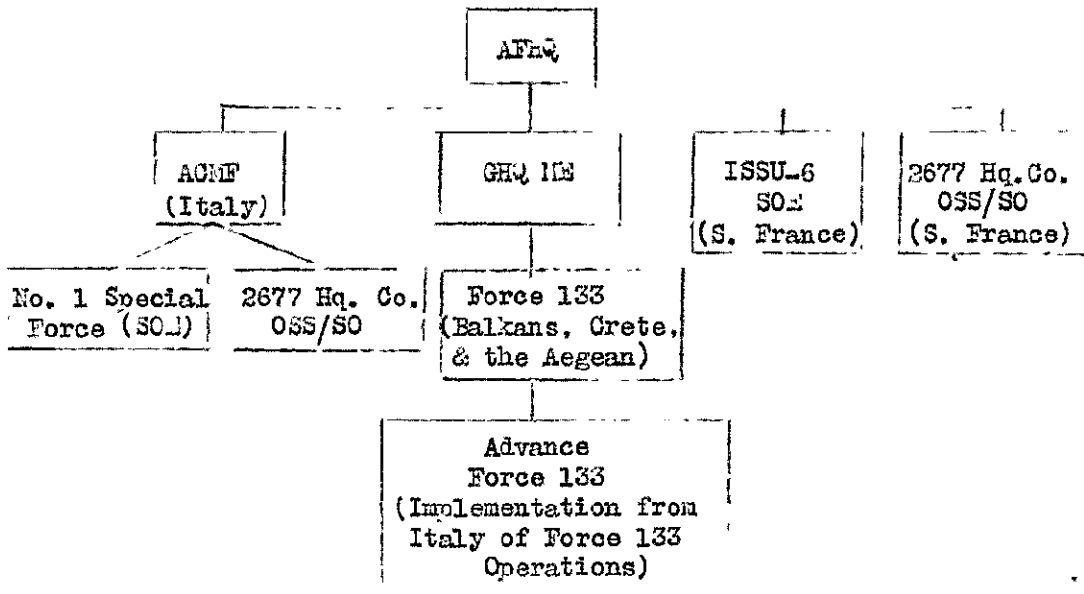 AFHQ
ACMF
(Italy)
GHQ ME
ISSU-6
SOE
(S. France)
2677 Hq.Co.
OSS/SO
(S. France)
No. 1 Special
Force (SOE)
2677 Hq. Co.
OSS/SO
Force 133
(Balkans, Crete,
& the Aegean)
Advance
Force 133
(Implementation from
Italy of Force 133
Operations)